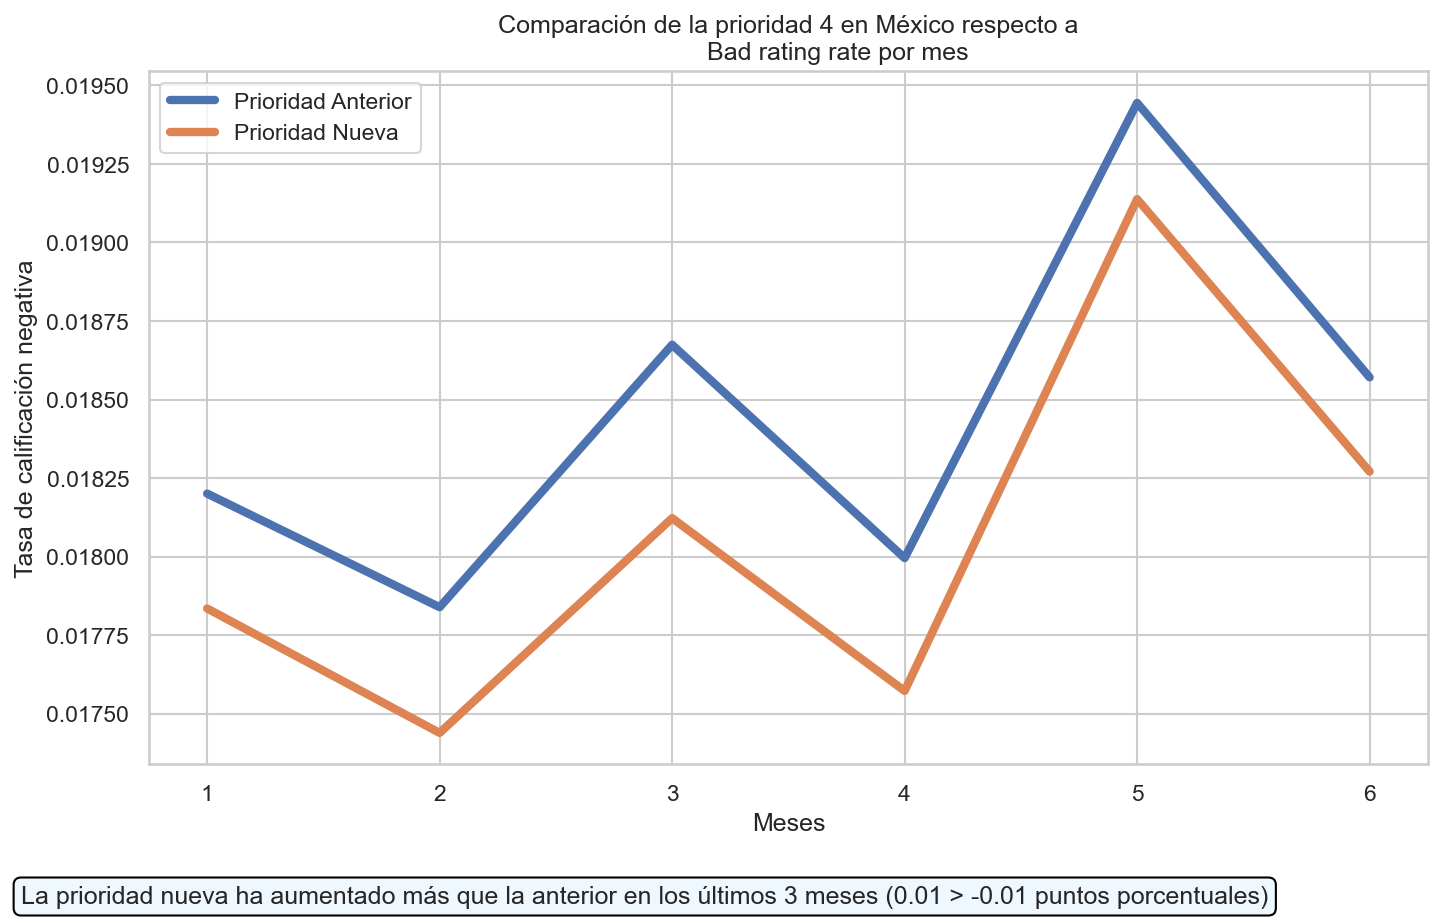 Comparación de la prioridad 4 en México respecto a
Bad rating rate por mes
Prioridad Anterior
Prioridad Nueva
Tasa de calificación negativa
0.01950
0.01925
0.01900
0.01875
0.01850
0.01825
0.01800
0.01775
0.01750
1 2 3 4 5 6
Meses
La prioridad nueva ha aumentado más que la anterior en los últimos 3 meses (0.01 > -0.01 puntos porcentuales)